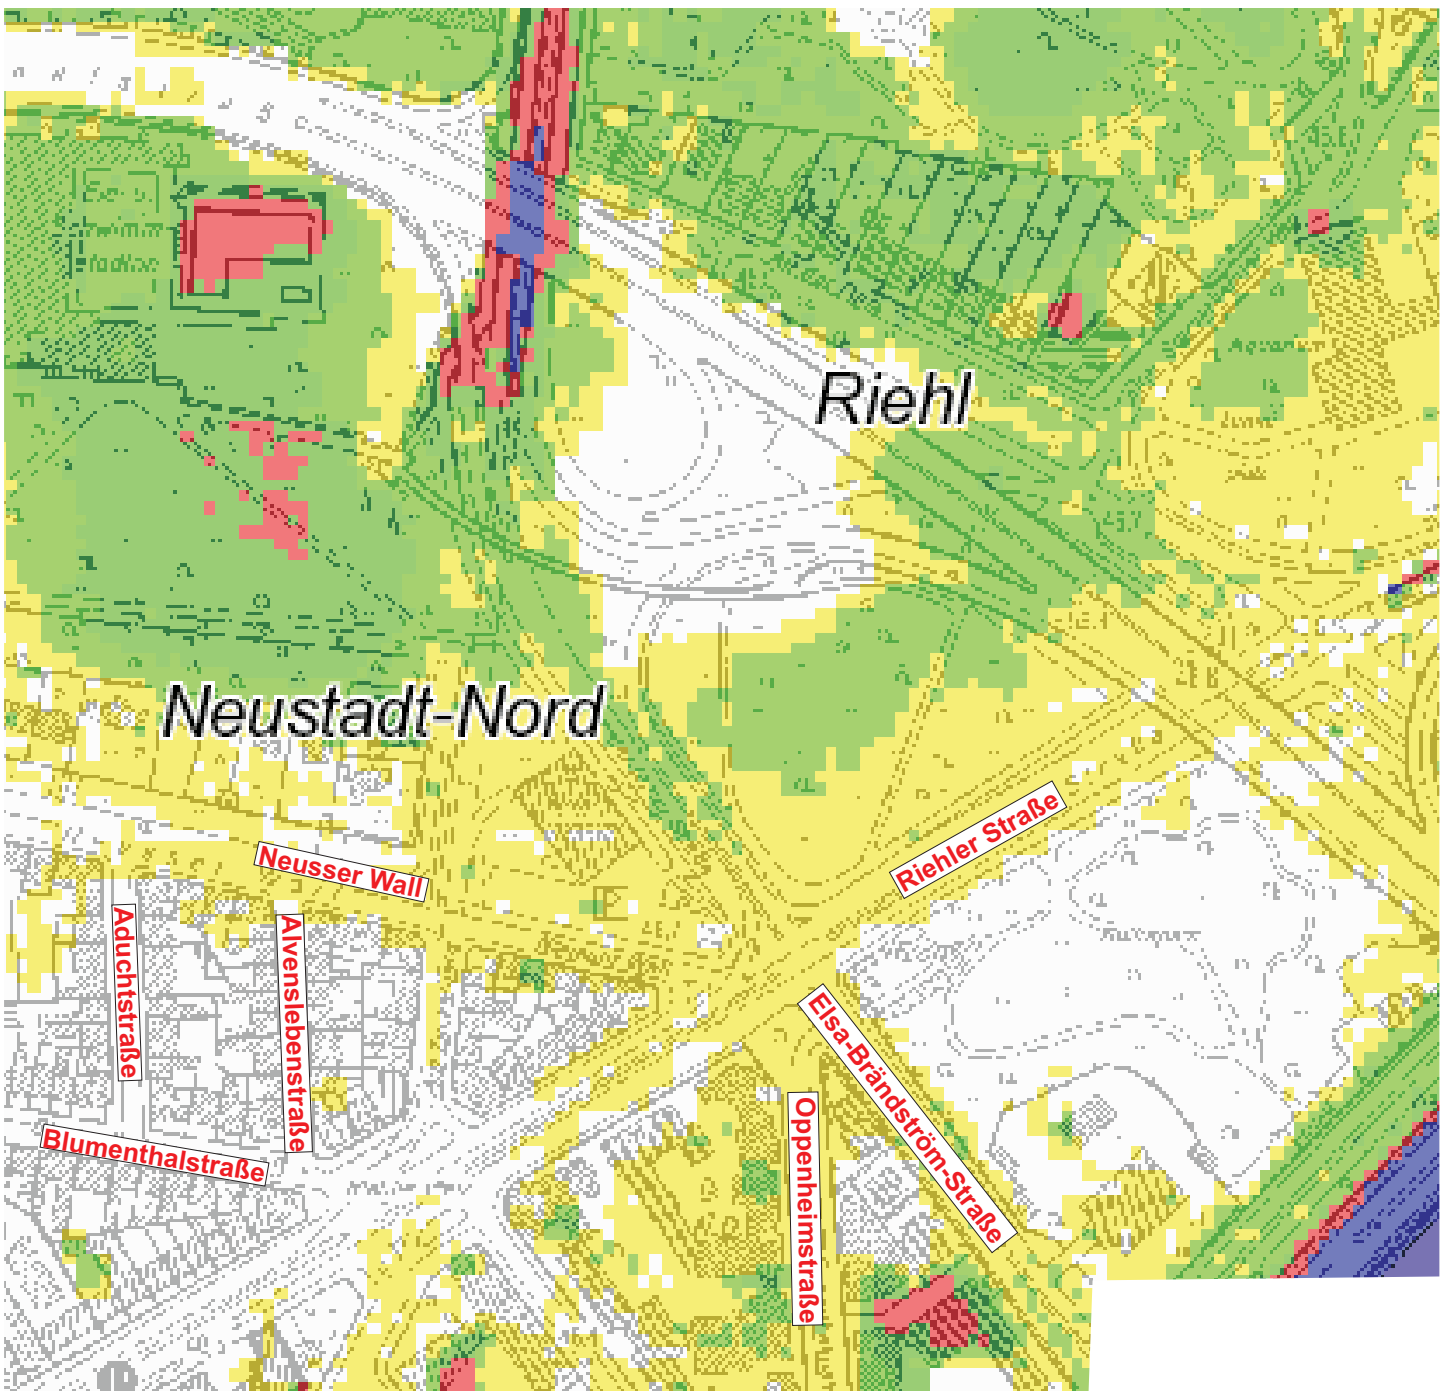 Riehl
Neustadt-Nord
Riehler Straße
Neusser Wall
Aduchtstraße
Alvenslebenstraße
Elsa-Brändström-Straße
Oppenheimstraße
Blumenthalstraße